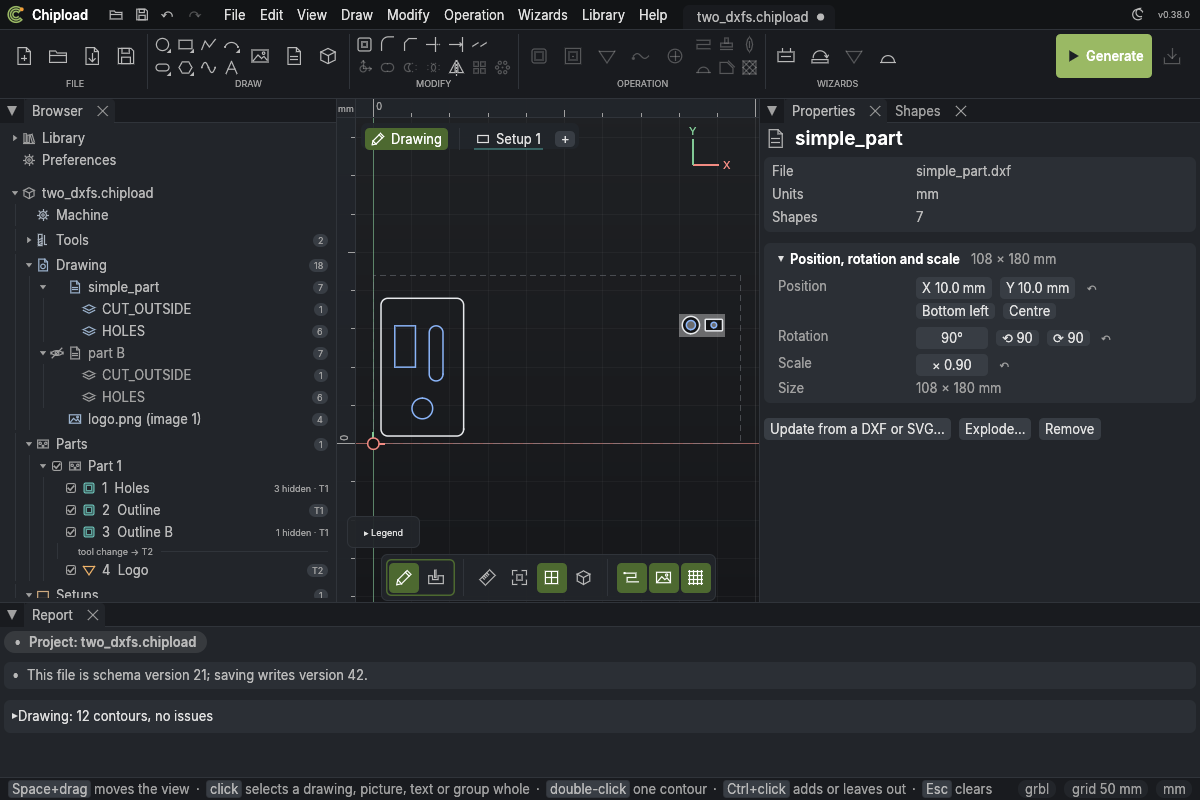 Chipload
File Edit View Draw Modify Operation Wizards Library Help
two_dxfs.chipload
v0.38.0
FILE
DRAW
MODIFY
OPERATION
WIZARDS
Generate
Browser
Library
Preferences
two_dxfs.chipload
Machine
Tools 2
Drawing 18
simple_part 7
CUT_OUTSIDE 1
HOLES 6
part B 7
CUT_OUTSIDE 1
HOLES 6
logo.png (image 1) 4
Parts 1
Part 1
1 Holes 3 hidden · T1
2 Outline T1
3 Outline B 1 hidden · T1
tool change → T2
4 Logo T2
Setups 1
mm
0
Drawing
Setup 1
+
Y
X
0
Legend
Properties
Shapes
simple_part
File simple_part.dxf
Units mm
Shapes 7
Position, rotation and scale 108 × 180 mm
Position X 10.0 mm Y 10.0 mm
Bottom left Centre
Rotation 90° ⟲ 90 ⟳ 90
Scale × 0.90
Size 108 × 180 mm
Update from a DXF or SVG... Explode... Remove
Report
• Project: two_dxfs.chipload
• This file is schema version 21; saving writes version 42.
Drawing: 12 contours, no issues
Space+drag moves the view · click selects a drawing, picture, text or group whole · double-click one contour · Ctrl+click adds or leaves out · Esc clears
grbl grid 50 mm mm